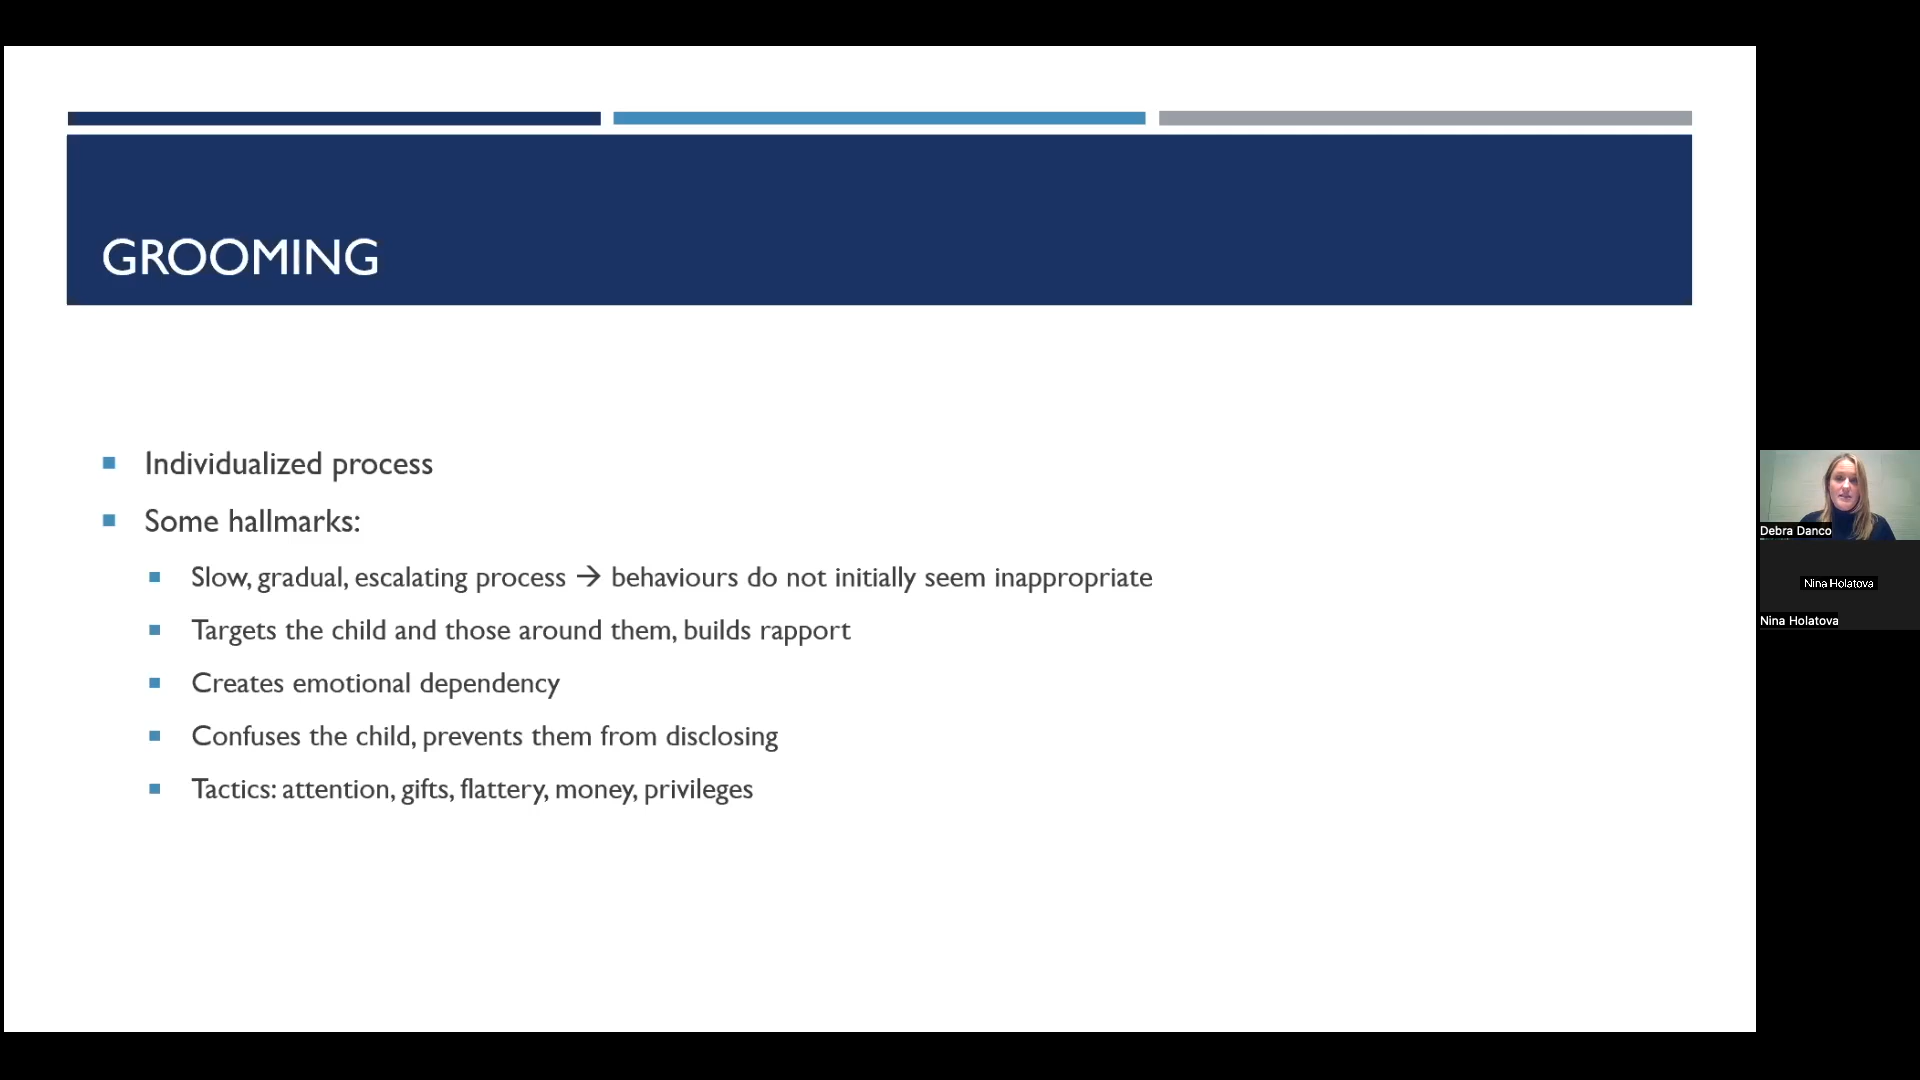 GROOMING
Individualized process
Some hallmarks:
Slow, gradual, escalating process → behaviours do not initially seem inappropriate
Targets the child and those around them, builds rapport
Creates emotional dependency
Confuses the child, prevents them from disclosing
Tactics: attention, gifts, flattery, money, privileges
Debra Danco
Nina Holatova
Nina Holatova